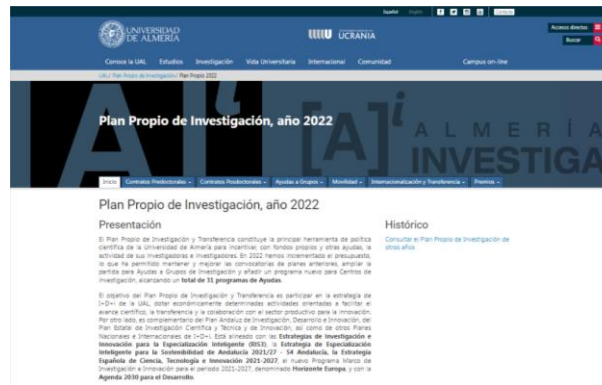 Español English Contacto
UNIVERSIDAD
DE ALMERÍA
UCRANIA
Accesos directos
Buscar
Conoce la UAL Estudios Investigación Vida Universitaria Internacional Comunidad Campus on-line
UAL/ Plan Propio de Investigación/ Plan Propio 2022
Plan Propio de Investigación, año 2022
ALMERÍA
INVESTIGA
Inicio Contratos Predoctorales Contratos Postdoctorales Ayudas a Grupos Movilidad Internacionalización y Transferencia Premios
Plan Propio de Investigación, año 2022
Presentación
El Plan Propio de Investigación y Transferencia constituye la principal herramienta de política
científica de la Universidad de Almería para incentivar, con fondos propios y otras ayudas, la
actividad de sus investigadoras e investigadores. En 2022 hemos incrementado el presupuesto,
lo que ha permitido mantener y mejorar las convocatorias de planes anteriores, ampliar la
partida para Ayudas a Grupos de Investigación y añadir un programa nuevo para Centros de
Investigación, alcanzando un total de 31 programas de Ayudas.
El objetivo del Plan Propio de Investigación y Transferencia es participar en la estrategia de
I+D+i de la UAL, dotar económicamente determinadas actividades orientadas a facilitar el
avance científico, la transferencia y la colaboración con el sector productivo para la innovación.
Por otro lado, es complementario del Plan Andaluz de Investigación, Desarrollo e Innovación, del
Plan Estatal de Investigación Científica y Técnica y de Innovación, así como de otros Planes
Nacionales e Internacionales de I+D+i. Está alineado con las Estrategias de Investigación e
Innovación para la Especialización Inteligente (RIS3), la Estrategia de Especialización
Inteligente para la Sostenibilidad de Andalucía 2021/27 - S4 Andalucía, la Estrategia
Española de Ciencia, Tecnología e Innovación 2021-2027, el nuevo Programa Marco de
Investigación e Innovación para el periodo 2021-2027, denominado Horizonte Europa, y con la
Agenda 2030 para el Desarrollo.
Histórico
Consultar el Plan Propio de Investigación de
otros años